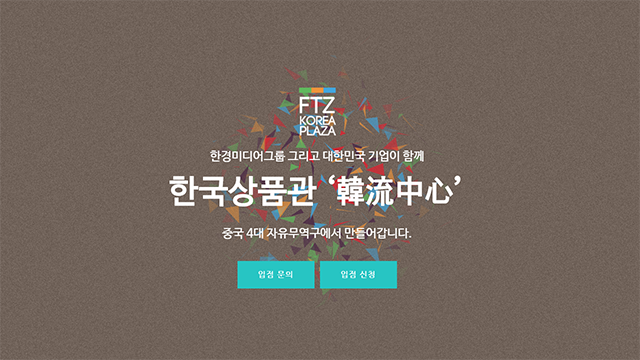 FTZ
KOREA
PLAZA
한경미디어그룹 그리고 대한민국 기업이 함께
한국상품관 ‘韓流中心’
중국 4대 자유무역구에서 만들어갑니다.
입점 문의
입점 신청